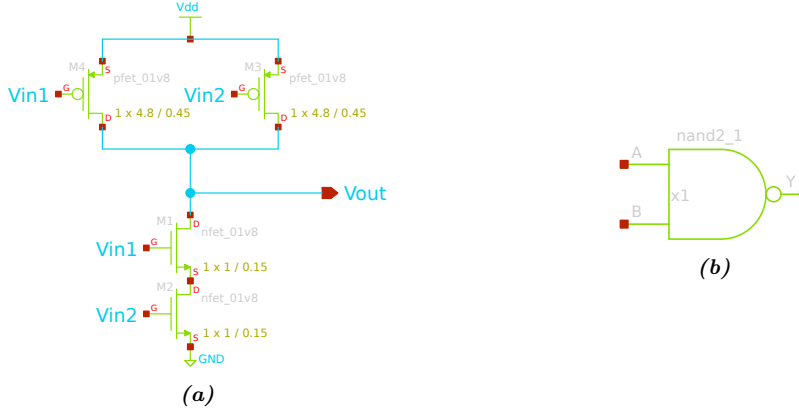 Vdd
M4
S
pfet_01v8
Vin1
G
D
1 x 4.8 / 0.45
M3
S
pfet_01v8
Vin2
G
D
1 x 4.8 / 0.45
Vout
M1
D
nfet_01v8
Vin1
G
S
1 x 1 / 0.15
M2
D
nfet_01v8
Vin2
G
S
1 x 1 / 0.15
GND
(a)
nand2_1
A
x1
B
Y
(b)